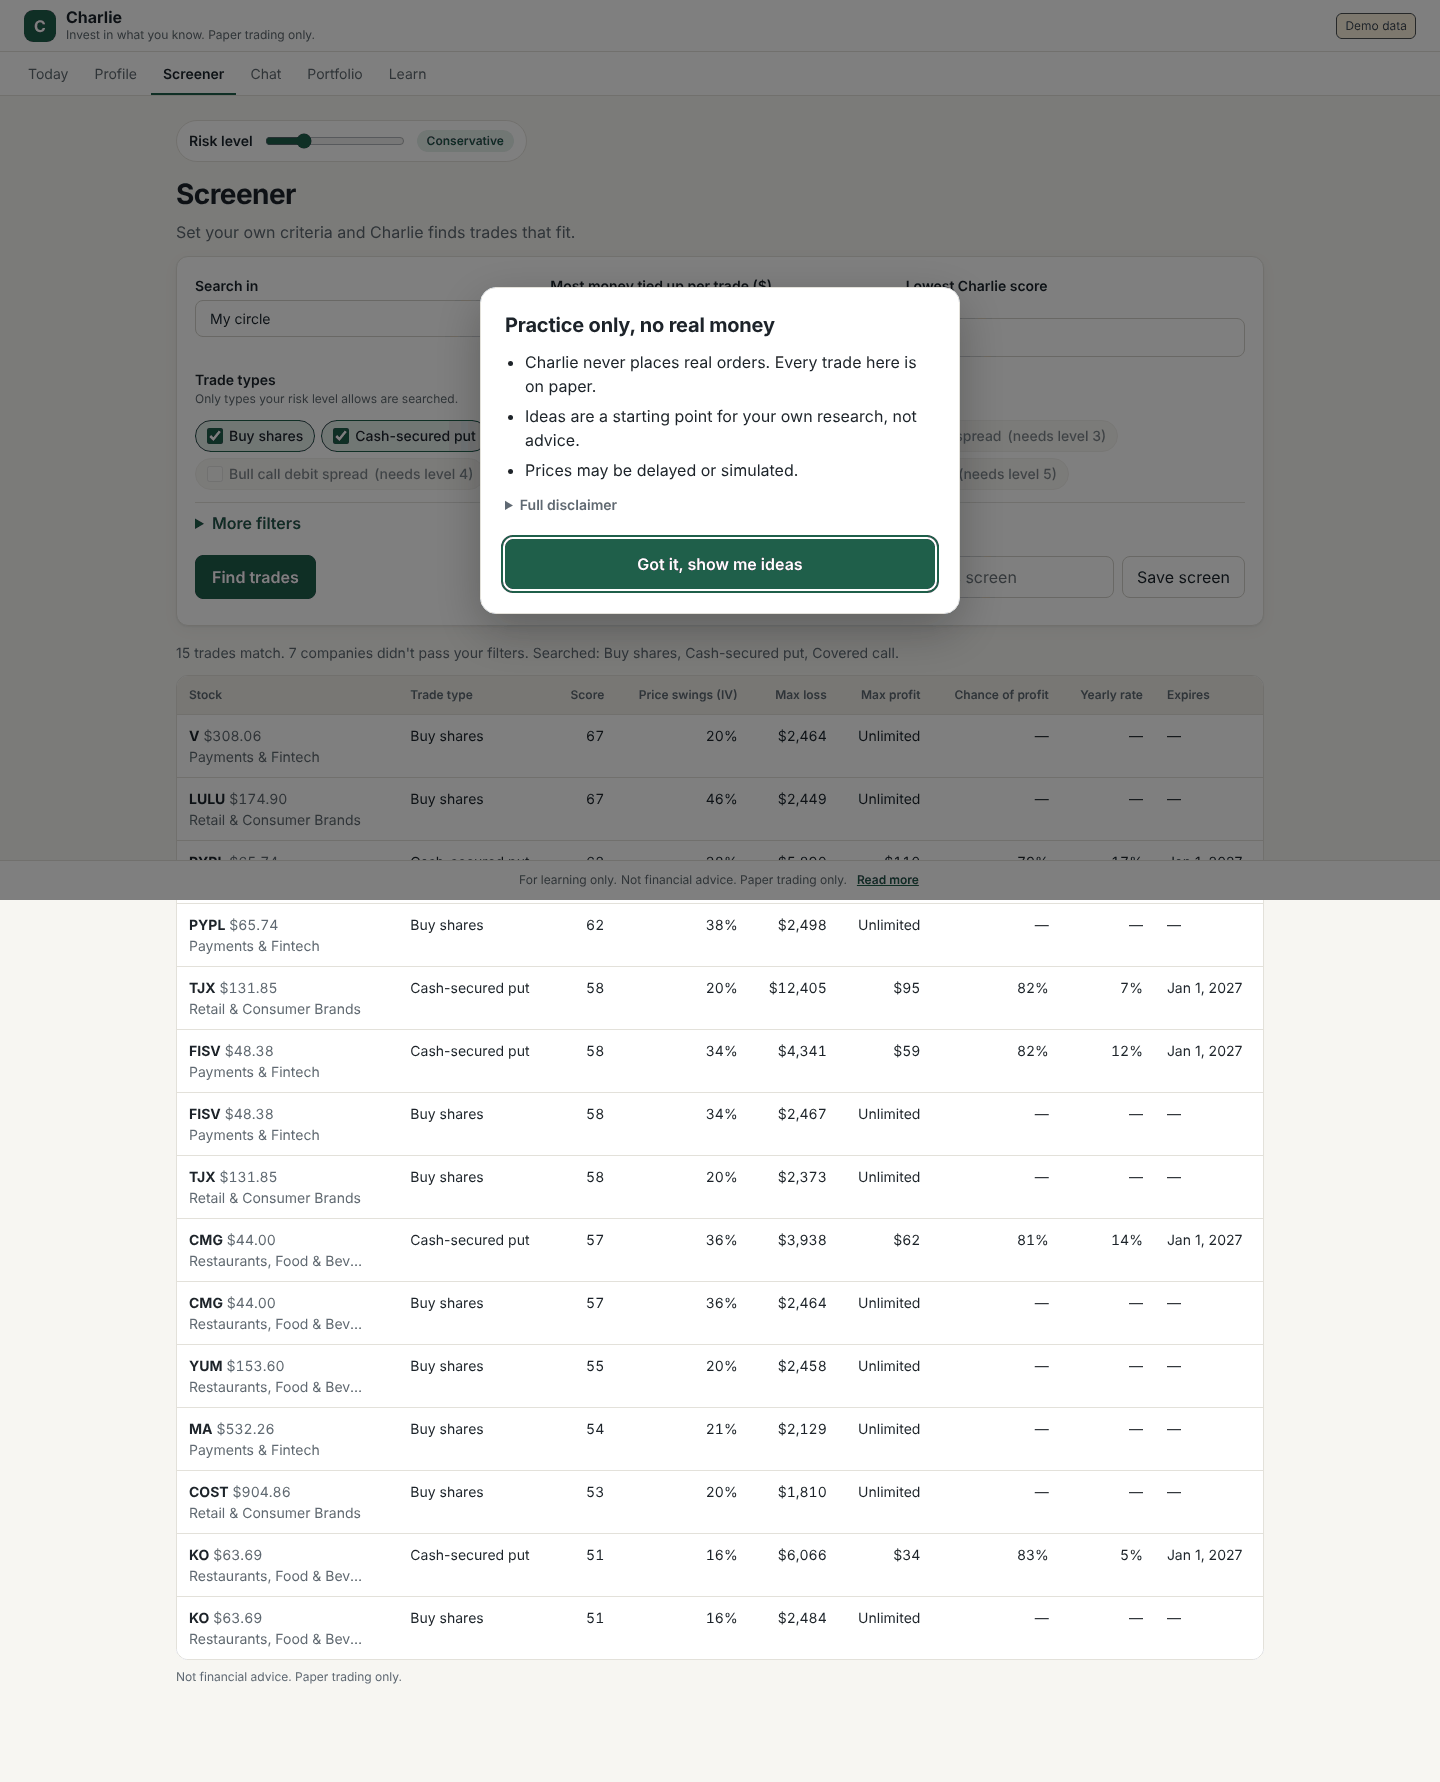 C
Charlie
Invest in what you know. Paper trading only.
Demo data
Today Profile Screener Chat Portfolio Learn
Risk level Conservative
Screener
Set your own criteria and Charlie finds trades that fit.
Search in Most money tied up per trade ($) Lowest Charlie score
My circle
Practice only, no real money
• Charlie never places real orders. Every trade here is
on paper.
• Ideas are a starting point for your own research, not
advice.
• Prices may be delayed or simulated.
Full disclaimer
Got it, show me ideas
Trade types
Only types your risk level allows are searched.
Buy shares Cash-secured put spread (needs level 3)
Bull call debit spread (needs level 4) (needs level 5)
More filters
Find trades screen Save screen
15 trades match. 7 companies didn't pass your filters. Searched: Buy shares, Cash-secured put, Covered call.
Stock Trade type Score Price swings (IV) Max loss Max profit Chance of profit Yearly rate Expires
V $308.06 Buy shares 67 20% $2,464 Unlimited — — —
Payments & Fintech
LULU $174.90 Buy shares 67 46% $2,449 Unlimited — — —
Retail & Consumer Brands
PYPL $65.74 Cash-secured put Jan 1, 2027
For learning only. Not financial advice. Paper trading only. Read more
PYPL $65.74 Buy shares 62 38% $2,498 Unlimited — — —
Payments & Fintech
TJX $131.85 Cash-secured put 58 20% $12,405 $95 82% 7% Jan 1, 2027
Retail & Consumer Brands
FISV $48.38 Cash-secured put 58 34% $4,341 $59 82% 12% Jan 1, 2027
Payments & Fintech
FISV $48.38 Buy shares 58 34% $2,467 Unlimited — — —
Payments & Fintech
TJX $131.85 Buy shares 58 20% $2,373 Unlimited — — —
Retail & Consumer Brands
CMG $44.00 Cash-secured put 57 36% $3,938 $62 81% 14% Jan 1, 2027
Restaurants, Food & Bev...
CMG $44.00 Buy shares 57 36% $2,464 Unlimited — — —
Restaurants, Food & Bev...
YUM $153.60 Buy shares 55 20% $2,458 Unlimited — — —
Restaurants, Food & Bev...
MA $532.26 Buy shares 54 21% $2,129 Unlimited — — —
Payments & Fintech
COST $904.86 Buy shares 53 20% $1,810 Unlimited — — —
Retail & Consumer Brands
KO $63.69 Cash-secured put 51 16% $6,066 $34 83% 5% Jan 1, 2027
Restaurants, Food & Bev...
KO $63.69 Buy shares 51 16% $2,484 Unlimited — — —
Restaurants, Food & Bev...
Not financial advice. Paper trading only.